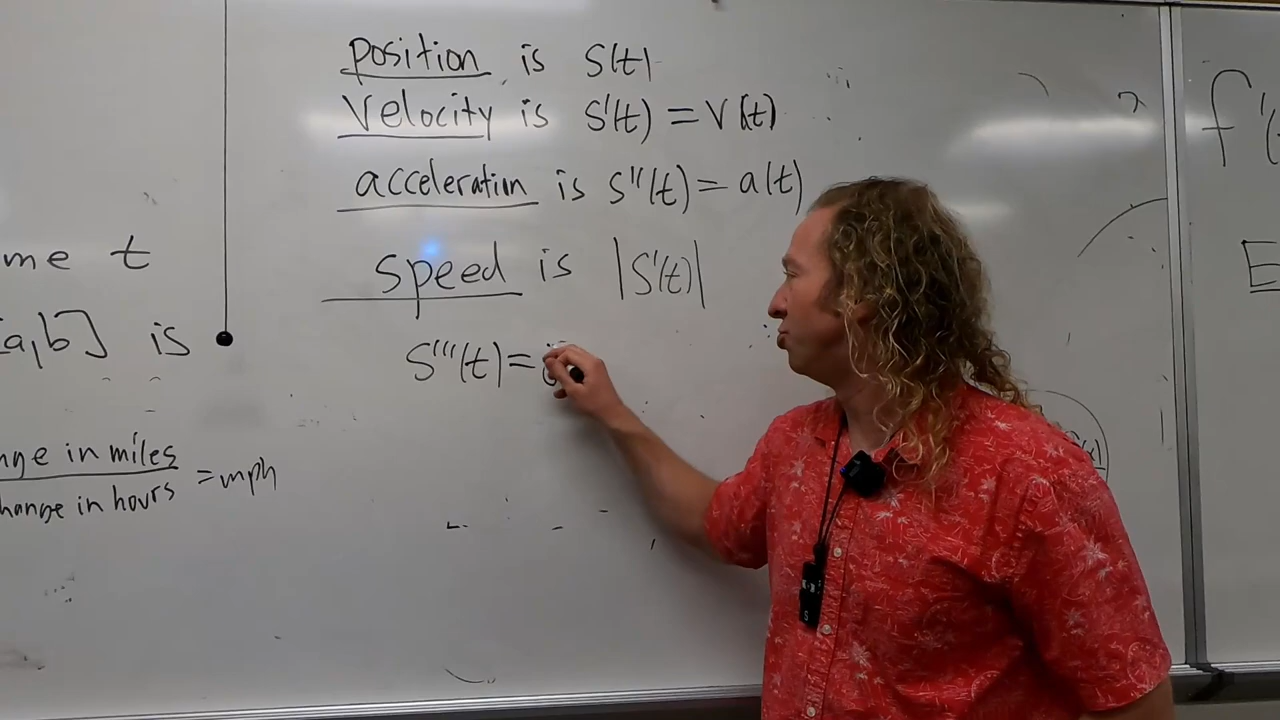 position is S(t)
velocity is S'(t) = V(t)
acceleration is S''(t) = a(t)
speed is |S'(t)|
S'''(t) =
me t
[a,b] is
nge in miles
hange in hours
= mph
f'(
E